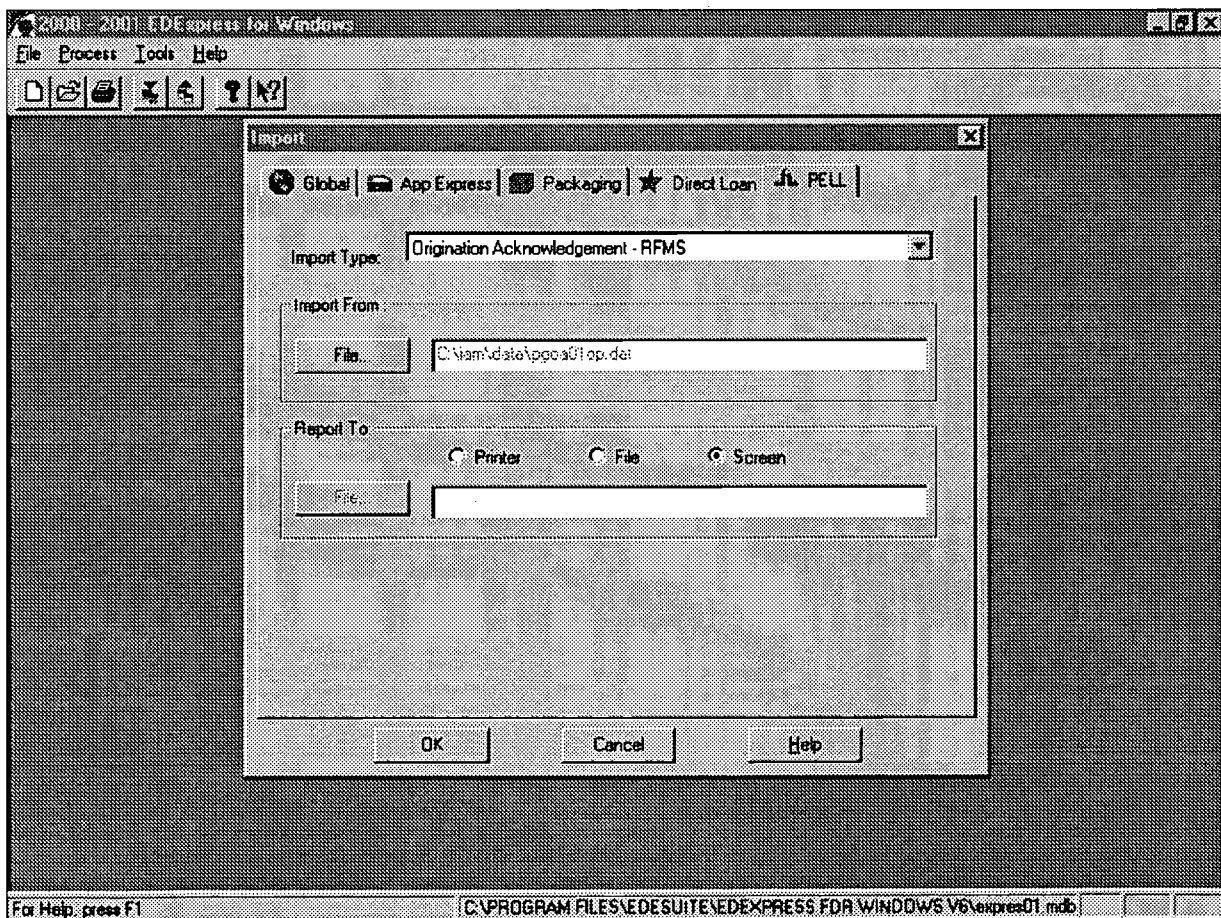 2000 - 2001 EDExpress for Windows
File Process Tools Help
Import
Global App Express Packaging Direct Loan PELL
Import Type: Origination Acknowledgement - RFMS
Import From
File... C:\iam\data\pgoa01op.dat
Report To
Printer File Screen
File...
OK Cancel Help
For Help, press F1 C:\PROGRAM FILES\EDESUITE\EDEXPRESS FOR WINDOWS V6\expres01.mdb